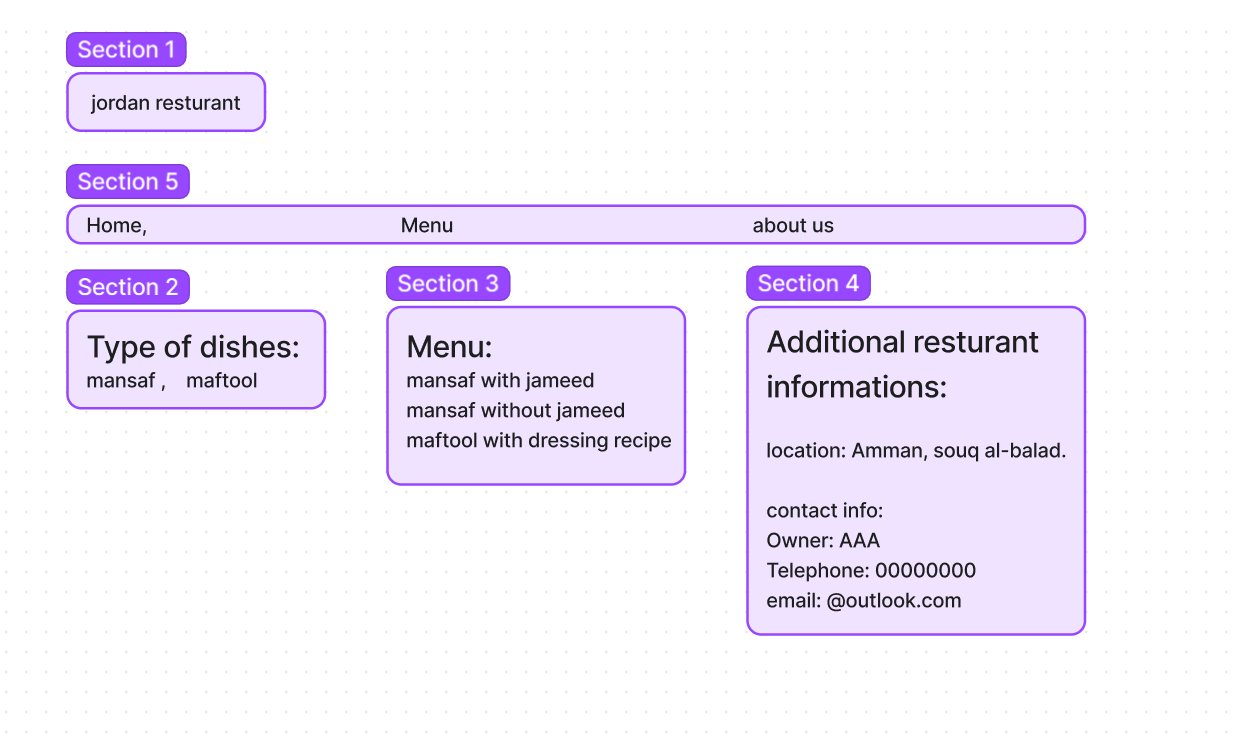 Section 1
jordan resturant
Section 5
Home, Menu about us
Section 2
Type of dishes:
mansaf , maftool
Section 3
Menu:
mansaf with jameed
mansaf without jameed
maftool with dressing recipe
Section 4
Additional resturant
informations:
location: Amman, souq al-balad.
contact info:
Owner: AAA
Telephone: 00000000
email: @outlook.com